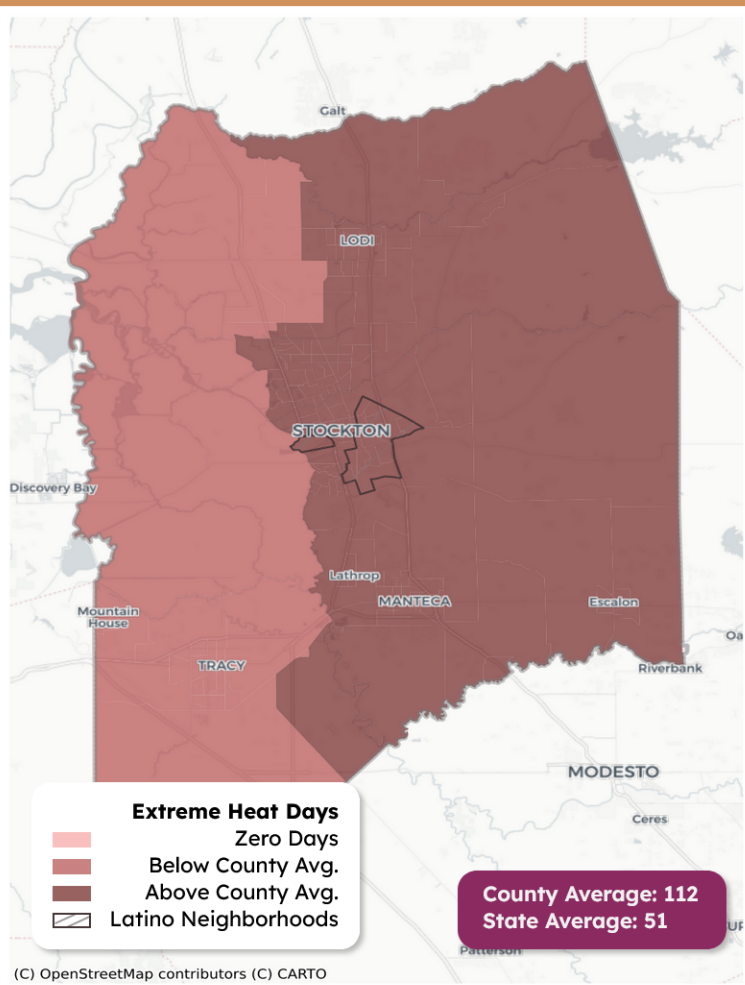 Galt
LODI
STOCKTON
Discovery Bay
Lathrop
MANTECA
Escalon
Mountain
House
TRACY
Oa
Riverbank
MODESTO
Ceres
Extreme Heat Days
Zero Days
Below County Avg.
Above County Avg.
Latino Neighborhoods
County Average: 112
State Average: 51
Patterson
(C) OpenStreetMap contributors (C) CARTO